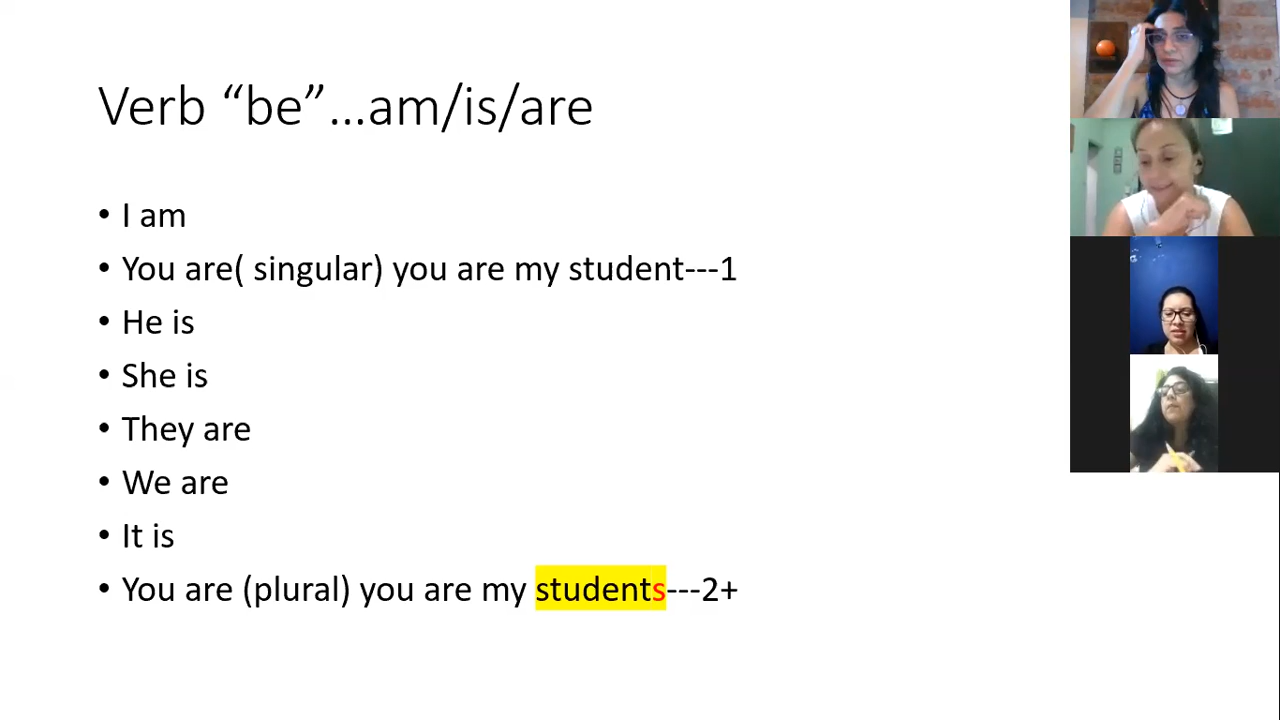 Verb “be”...am/is/are
• I am
• You are( singular) you are my student---1
• He is
• She is
• They are
• We are
• It is
• You are (plural) you are my students---2+